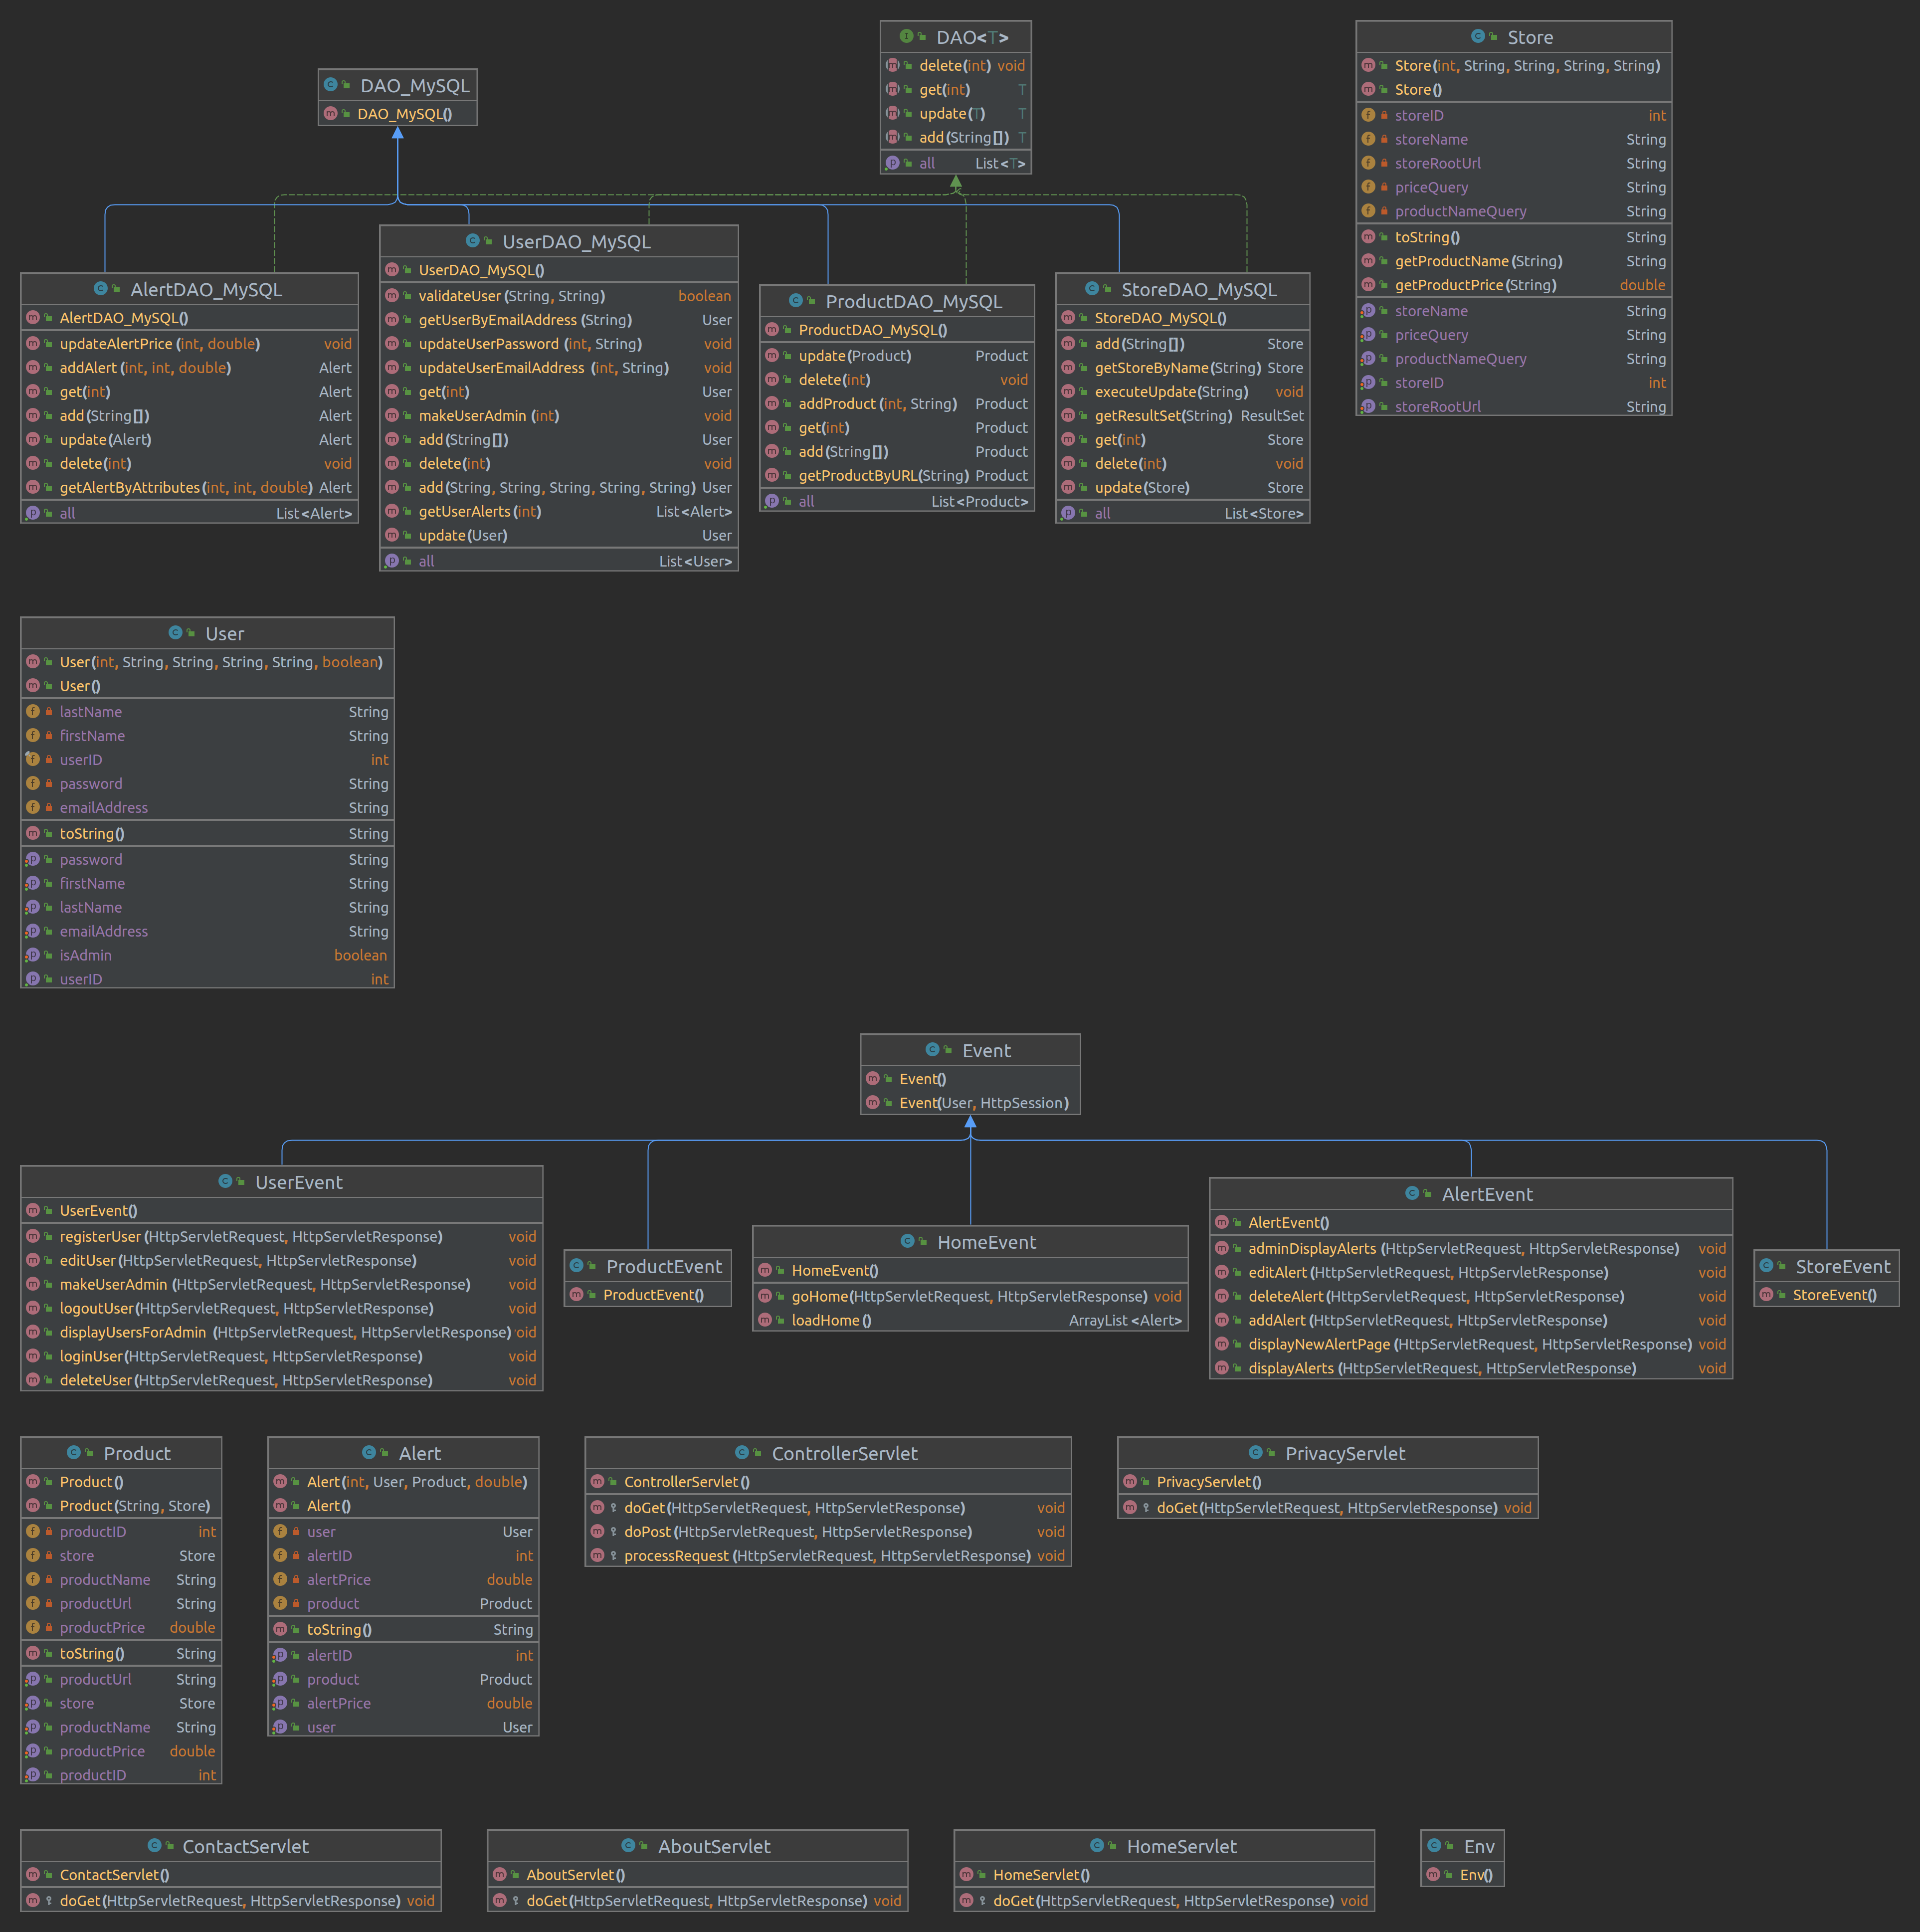 DAO_MySQL
DAO_MySQL()
DAO<T>
delete(int) void
get(int) T
update(T) T
add(String[]) T
all List<T>
Store
Store(int, String, String, String, String)
Store()
storeID int
storeName String
storeRootUrl String
priceQuery String
productNameQuery String
toString() String
getProductName(String) String
getProductPrice(String) double
storeName String
priceQuery String
productNameQuery String
storeID int
storeRootUrl String
AlertDAO_MySQL
AlertDAO_MySQL()
updateAlertPrice(int, double) void
addAlert(int, int, double) Alert
get(int) Alert
add(String[]) Alert
update(Alert) Alert
delete(int) void
getAlertByAttributes(int, int, double) Alert
all List<Alert>
UserDAO_MySQL
UserDAO_MySQL()
validateUser(String, String) boolean
getUserByEmailAddress(String) User
updateUserPassword(int, String) void
updateUserEmailAddress(int, String) void
get(int) User
makeUserAdmin(int) void
add(String[]) User
delete(int) void
add(String, String, String, String, String) User
getUserAlerts(int) List<Alert>
update(User) User
all List<User>
ProductDAO_MySQL
ProductDAO_MySQL()
update(Product) Product
delete(int) void
addProduct(int, String) Product
get(int) Product
add(String[]) Product
getProductByURL(String) Product
all List<Product>
StoreDAO_MySQL
StoreDAO_MySQL()
add(String[]) Store
getStoreByName(String) Store
executeUpdate(String) void
getResultSet(String) ResultSet
get(int) Store
delete(int) void
update(Store) Store
all List<Store>
User
User(int, String, String, String, String, boolean)
User()
lastName String
firstName String
userID int
password String
emailAddress String
toString() String
password String
firstName String
lastName String
emailAddress String
isAdmin boolean
userID int
Event
Event()
Event(User, HttpSession)
UserEvent
UserEvent()
registerUser(HttpServletRequest, HttpServletResponse) void
editUser(HttpServletRequest, HttpServletResponse) void
makeUserAdmin(HttpServletRequest, HttpServletResponse) void
logoutUser(HttpServletRequest, HttpServletResponse) void
displayUsersForAdmin(HttpServletRequest, HttpServletResponse) void
loginUser(HttpServletRequest, HttpServletResponse) void
deleteUser(HttpServletRequest, HttpServletResponse) void
ProductEvent
ProductEvent()
HomeEvent
HomeEvent()
goHome(HttpServletRequest, HttpServletResponse) void
loadHome() ArrayList<Alert>
AlertEvent
AlertEvent()
adminDisplayAlerts(HttpServletRequest, HttpServletResponse) void
editAlert(HttpServletRequest, HttpServletResponse) void
deleteAlert(HttpServletRequest, HttpServletResponse) void
addAlert(HttpServletRequest, HttpServletResponse) void
displayNewAlertPage(HttpServletRequest, HttpServletResponse) void
displayAlerts(HttpServletRequest, HttpServletResponse) void
StoreEvent
StoreEvent()
Product
Product()
Product(String, Store)
productID int
store Store
productName String
productUrl String
productPrice double
toString() String
productUrl String
store Store
productName String
productPrice double
productID int
Alert
Alert(int, User, Product, double)
Alert()
user User
alertID int
alertPrice double
product Product
toString() String
alertID int
product Product
alertPrice double
user User
ControllerServlet
ControllerServlet()
doGet(HttpServletRequest, HttpServletResponse) void
doPost(HttpServletRequest, HttpServletResponse) void
processRequest(HttpServletRequest, HttpServletResponse) void
PrivacyServlet
PrivacyServlet()
doGet(HttpServletRequest, HttpServletResponse) void
ContactServlet
ContactServlet()
doGet(HttpServletRequest, HttpServletResponse) void
AboutServlet
AboutServlet()
doGet(HttpServletRequest, HttpServletResponse) void
HomeServlet
HomeServlet()
doGet(HttpServletRequest, HttpServletResponse) void
Env
Env()